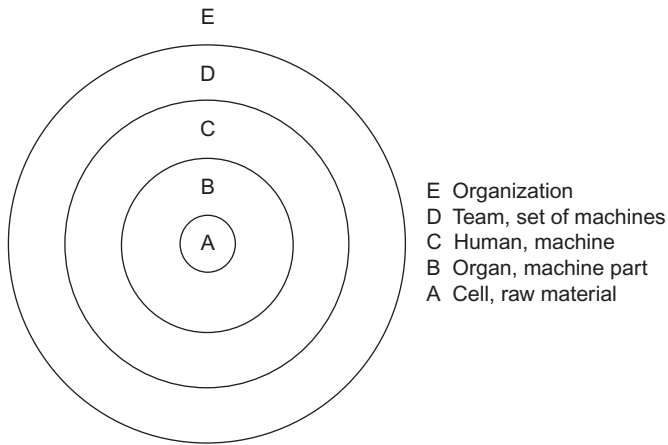 E
D
C
B
A
E Organization
D Team, set of machines
C Human, machine
B Organ, machine part
A Cell, raw material